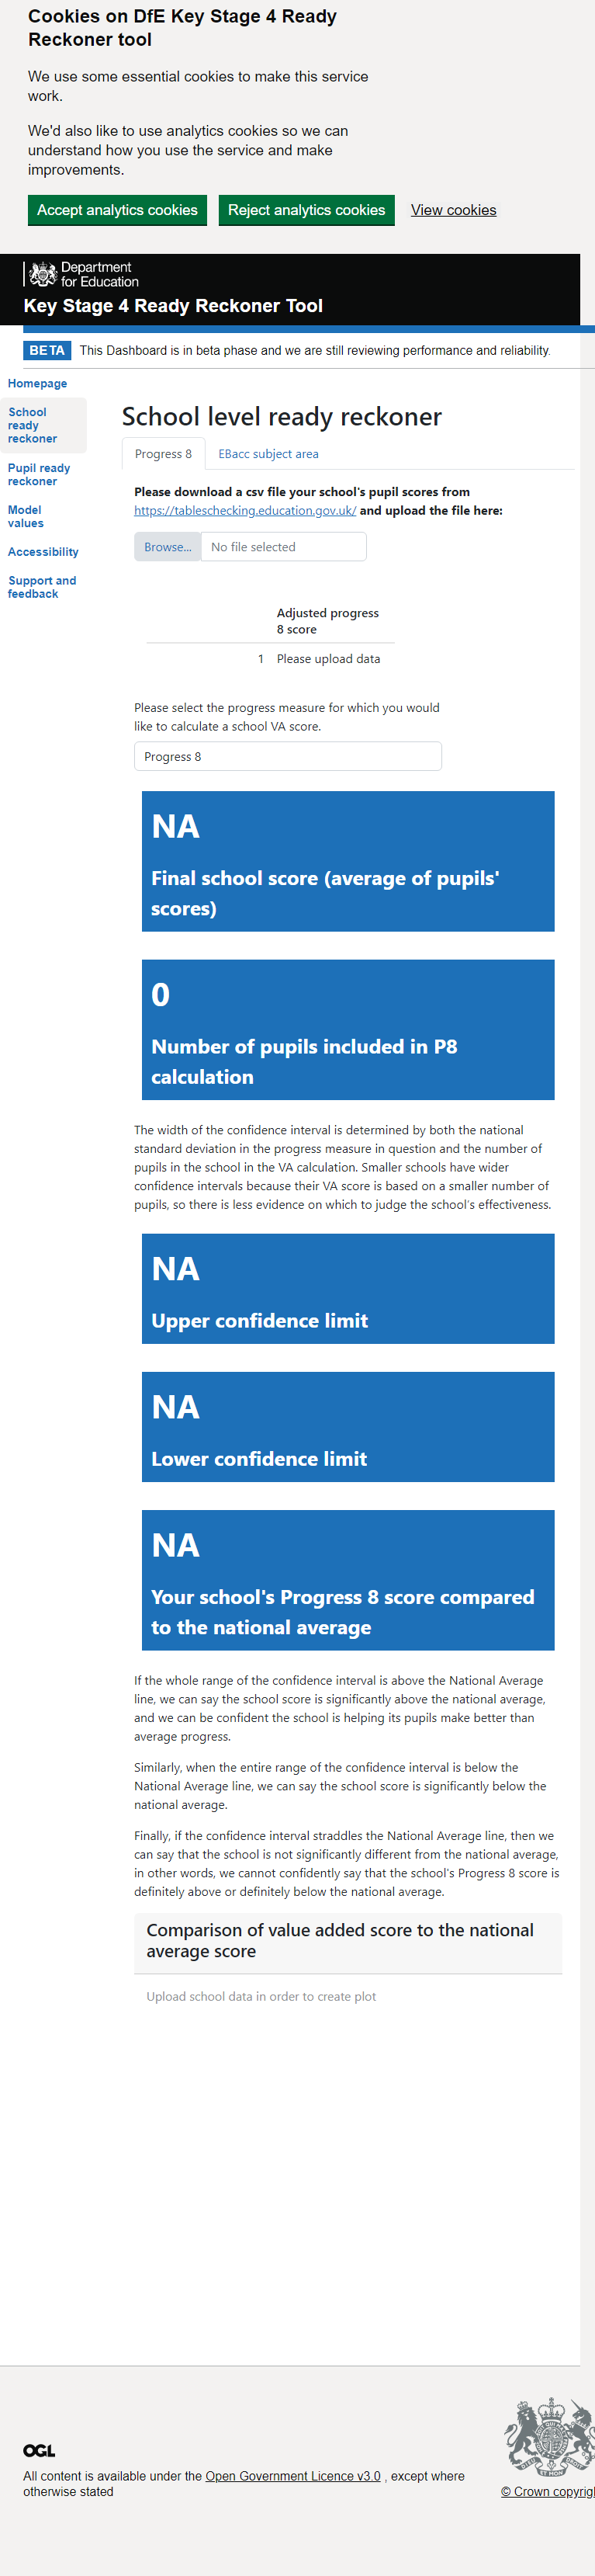 Cookies on DfE Key Stage 4 Ready
Reckoner tool
We use some essential cookies to make this service
work.
We'd also like to use analytics cookies so we can
understand how you use the service and make
improvements.
Accept analytics cookies
Reject analytics cookies
View cookies
Department
for Education
Key Stage 4 Ready Reckoner Tool
BETA
This Dashboard is in beta phase and we are still reviewing performance and reliability.
Homepage
School
ready
reckoner
Pupil ready
reckoner
Model
values
Accessibility
Support and
feedback
School level ready reckoner
Progress 8
EBacc subject area
Please download a csv file your school's pupil scores from
https://tableschecking.education.gov.uk/ and upload the file here:
Browse...
No file selected
Adjusted progress
8 score
1 Please upload data
Please select the progress measure for which you would
like to calculate a school VA score.
Progress 8
NA
Final school score (average of pupils'
scores)
0
Number of pupils included in P8
calculation
The width of the confidence interval is determined by both the national
standard deviation in the progress measure in question and the number of
pupils in the school in the VA calculation. Smaller schools have wider
confidence intervals because their VA score is based on a smaller number of
pupils, so there is less evidence on which to judge the school's effectiveness.
NA
Upper confidence limit
NA
Lower confidence limit
NA
Your school's Progress 8 score compared
to the national average
If the whole range of the confidence interval is above the National Average
line, we can say the school score is significantly above the national average,
and we can be confident the school is helping its pupils make better than
average progress.
Similarly, when the entire range of the confidence interval is below the
National Average line, we can say the school score is significantly below the
national average.
Finally, if the confidence interval straddles the National Average line, then we
can say that the school is not significantly different from the national average,
in other words, we cannot confidently say that the school's Progress 8 score is
definitely above or definitely below the national average.
Comparison of value added score to the national
average score
Upload school data in order to create plot
OGL
All content is available under the Open Government Licence v3.0 , except where
otherwise stated
© Crown copyrig